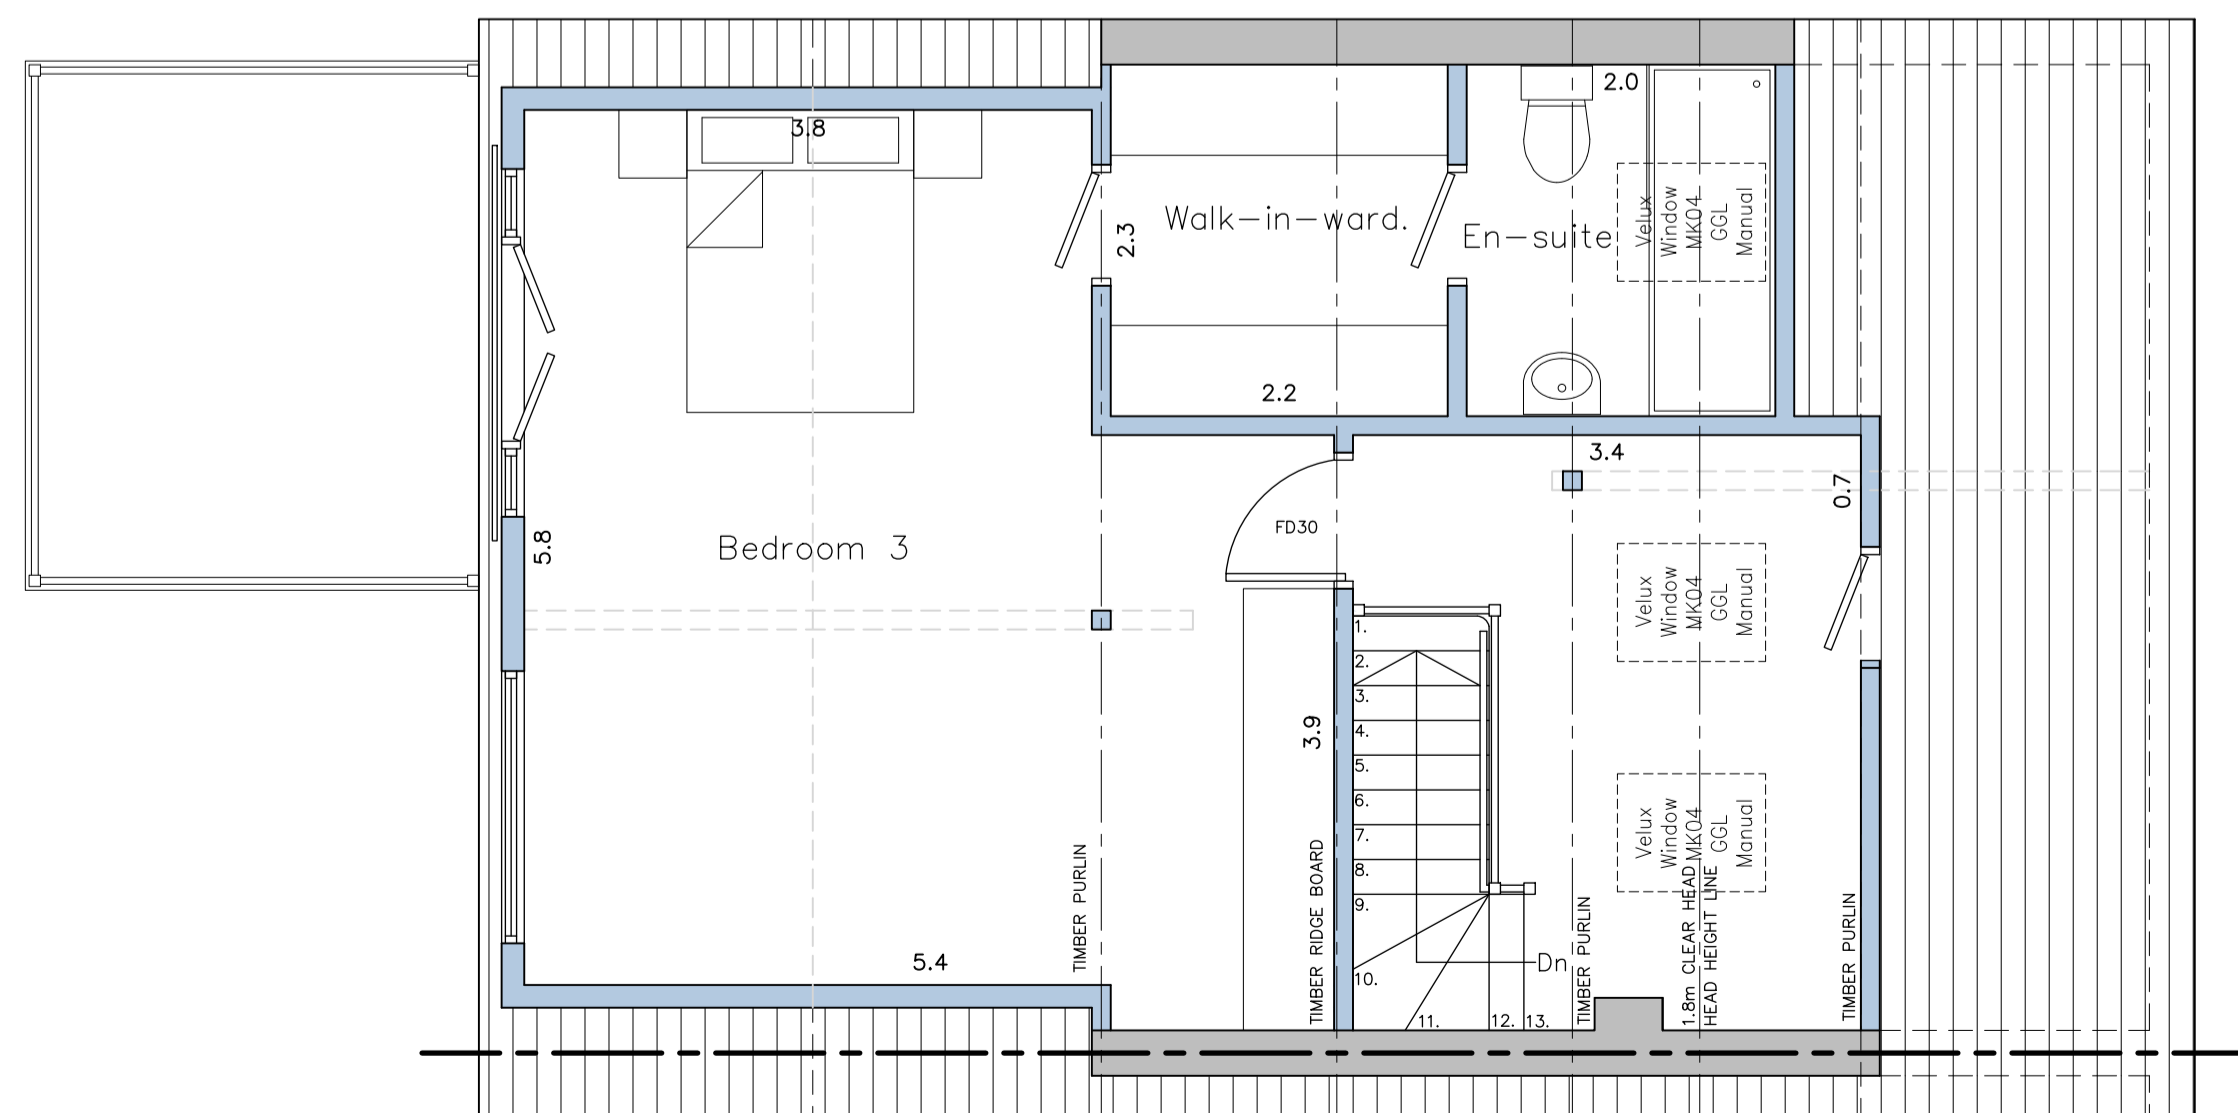 3.8
2.0
Walk-in-ward.
2.3
En-suite
Velux
Window
MK04
GGL
Manual
2.2
3.4
0.7
FD30
Bedroom 3
5.8
Velux
Window
MK04
GGL
Manual
1.
2.
3.
4.
5.
6.
7.
8.
9.
10.
11.
12.
13.
3.9
Velux
Window
MK04
GGL
Manual
5.4
TIMBER PURLIN
TIMBER RIDGE BOARD
Dn
TIMBER PURLIN
1.8m CLEAR HEAD
HEAD HEIGHT LINE
TIMBER PURLIN